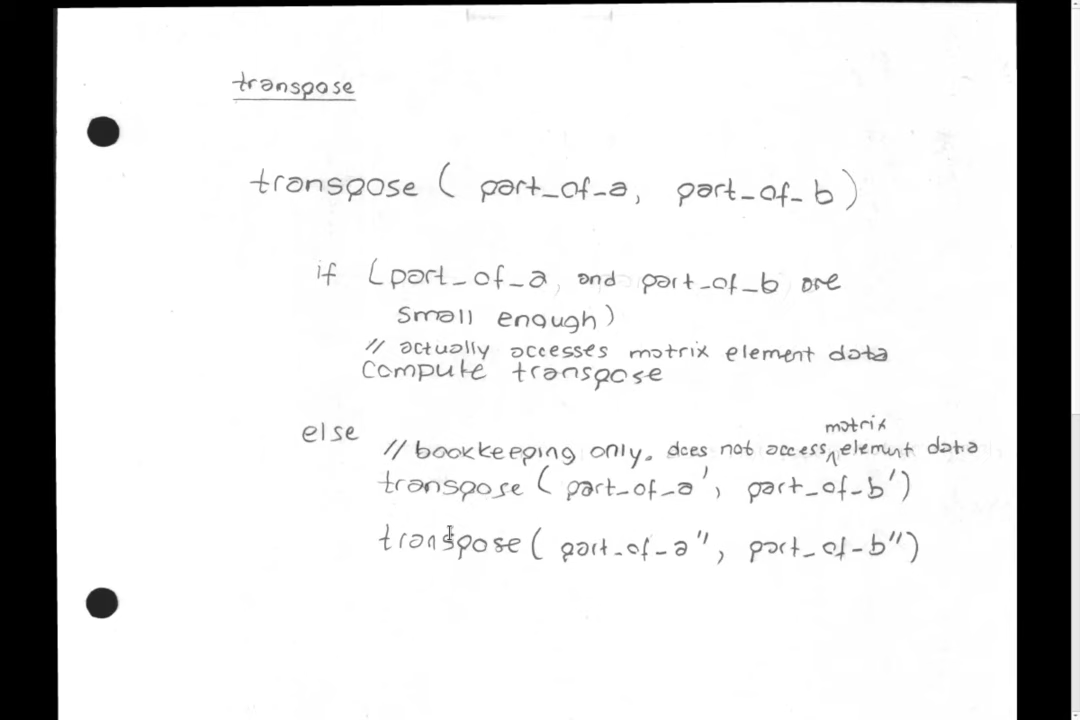 transpose
transpose ( part_of_a, part_of_b )
if ( part_of_a and part_of_b are
small enough )
// actually accesses matrix element data
compute transpose
else
matrix
// bookkeeping only. does not access ^ element data
transpose ( part_of_a', part_of_b' )
transpose ( part_of_a", part_of_b" )